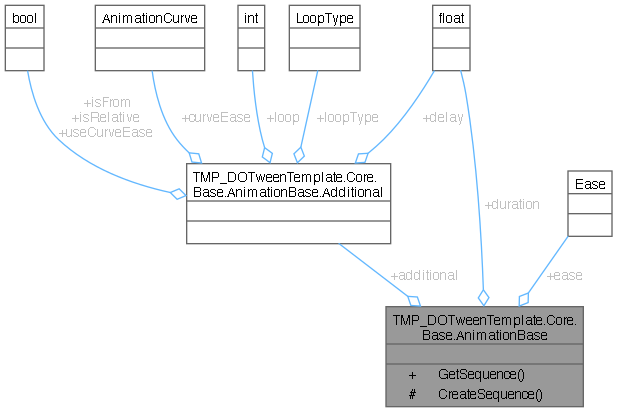 bool
AnimationCurve
int
LoopType
float
+isFrom
+isRelative
+useCurveEase
+curveEase
+loop
+loopType
+delay
TMP_DOTweenTemplate.Core.
Base.AnimationBase.Additional
Ease
+duration
+additional
+ease
TMP_DOTweenTemplate.Core.
Base.AnimationBase
+ GetSequence()
# CreateSequence()